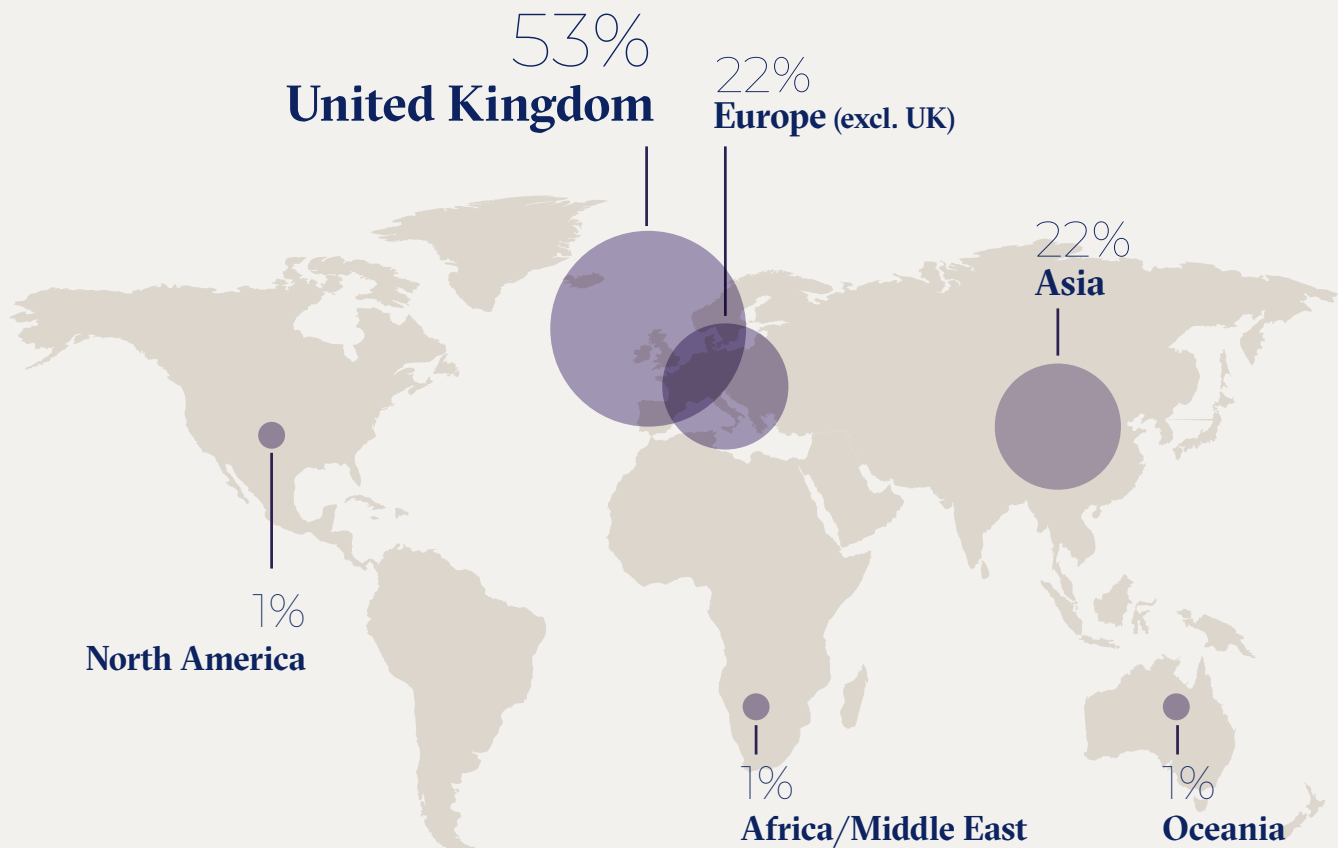 53%
United Kingdom
22%
Europe (excl. UK)
22%
Asia
1%
North America
1%
Africa/Middle East
1%
Oceania